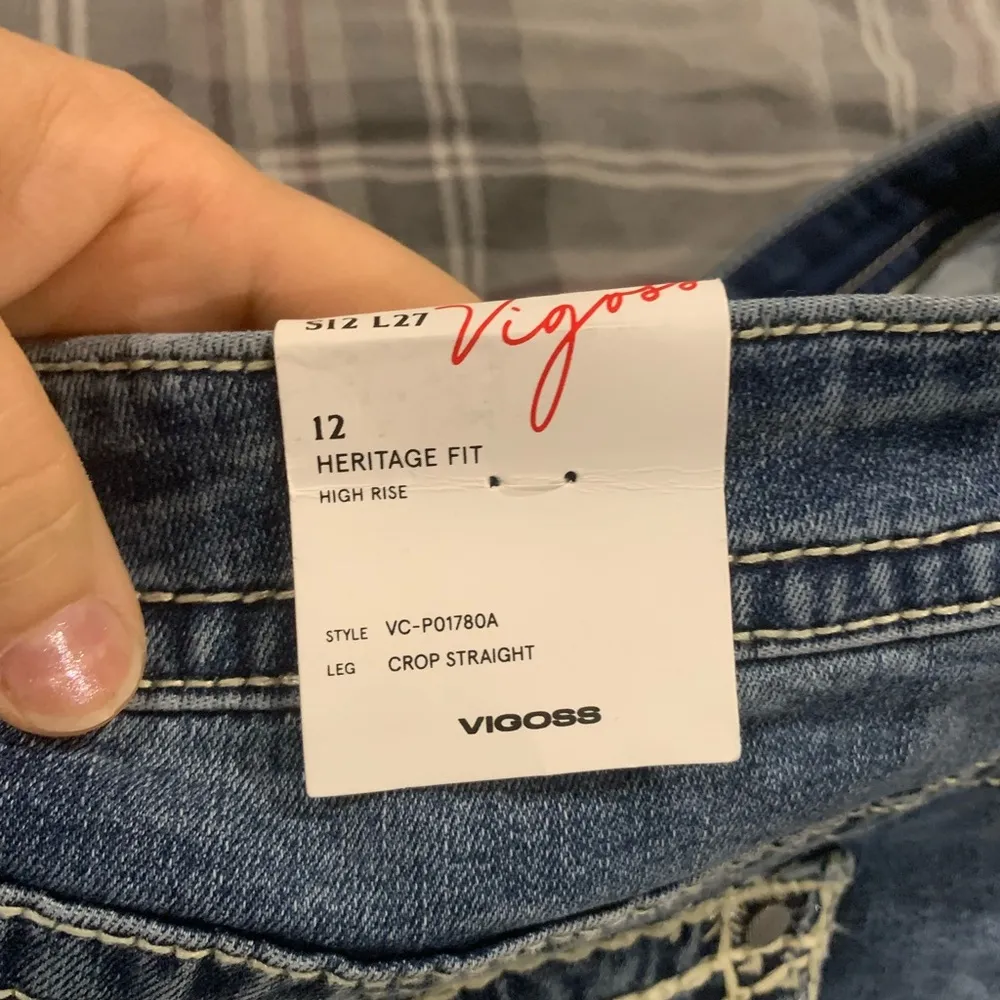 S12 L27 Vigoss
12
HERITAGE FIT
HIGH RISE
STYLE VC-P01780A
LEG CROP STRAIGHT
VIGOSS